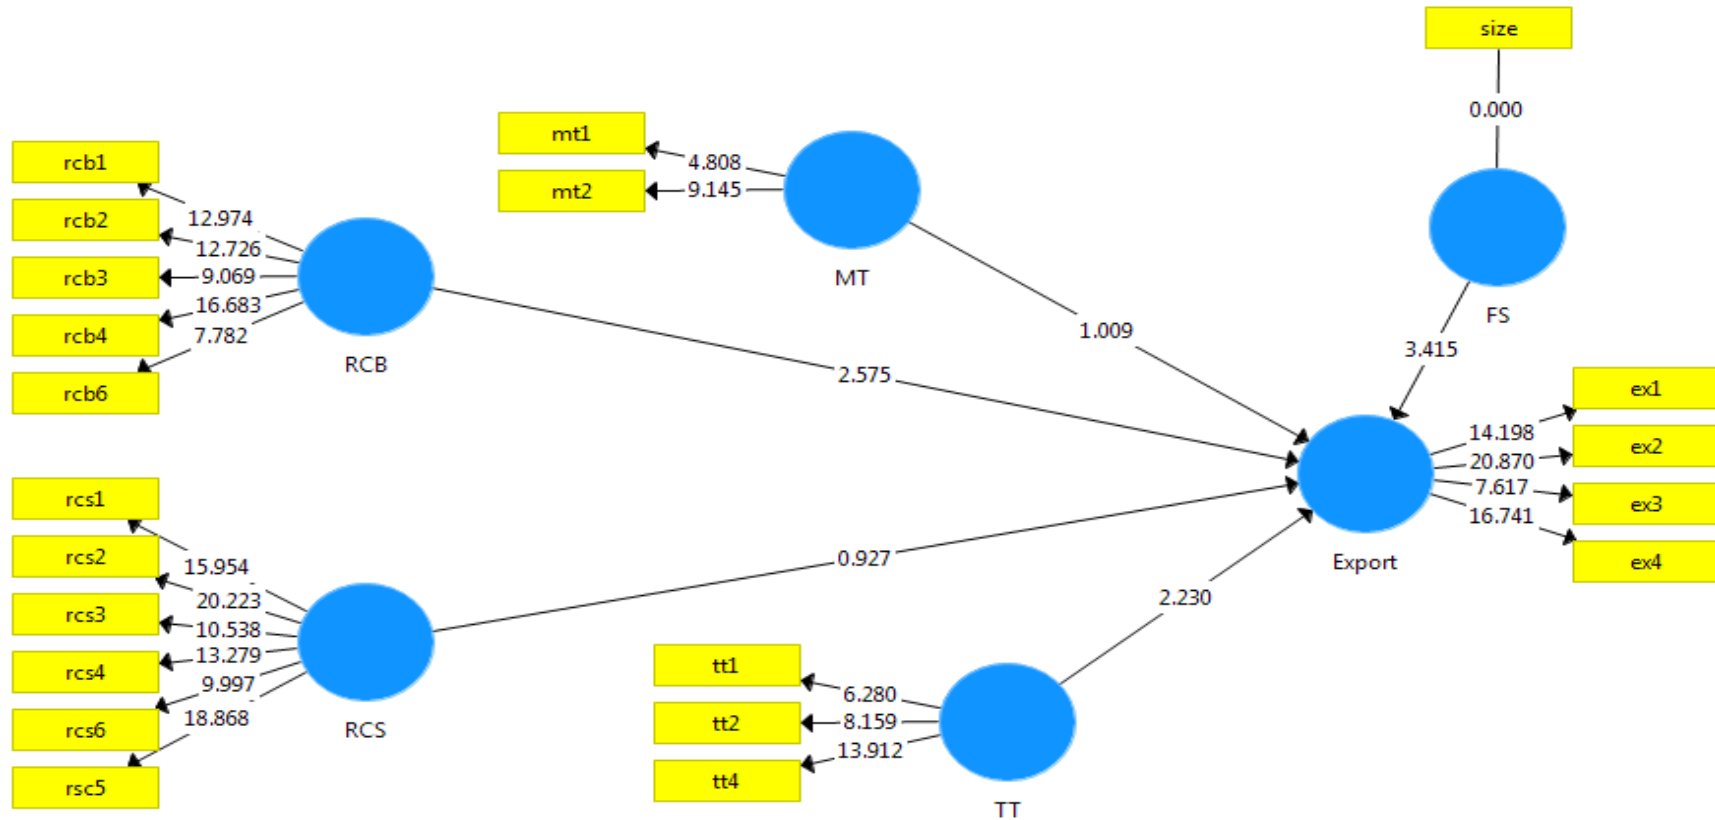 size
0.000
FS
3.415
mt1
mt2
4.808
9.145
MT
1.009
rcb1
rcb2
rcb3
rcb4
rcb6
12.974
12.726
9.069
16.683
7.782
RCB
2.575
ex1
ex2
ex3
ex4
14.198
20.870
7.617
16.741
Export
rcs1
rcs2
rcs3
rcs4
rcs6
rsc5
15.954
20.223
10.538
13.279
9.997
18.868
RCS
0.927
2.230
tt1
tt2
tt4
6.280
8.159
13.912
TT